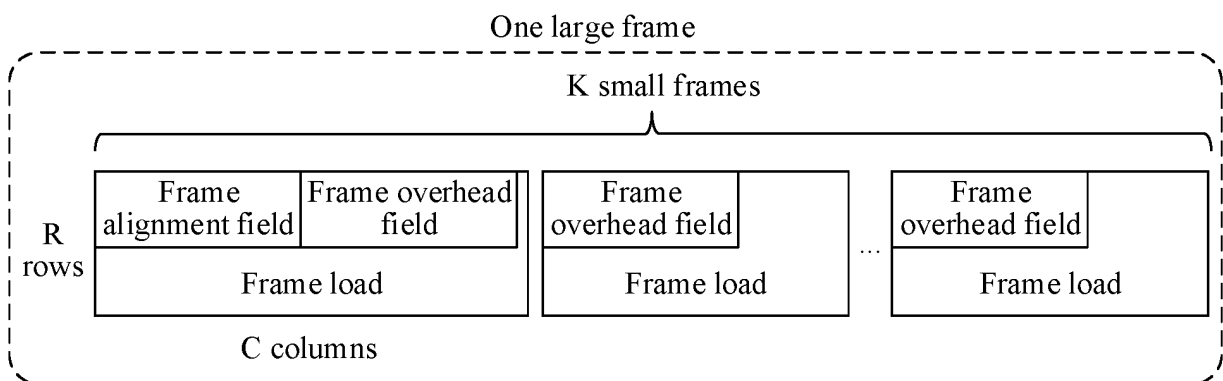 One large frame
K small frames
Frame
alignment field
Frame overhead
field
Frame
overhead field
Frame
overhead field
R
rows
...
Frame load
Frame load
Frame load
C columns